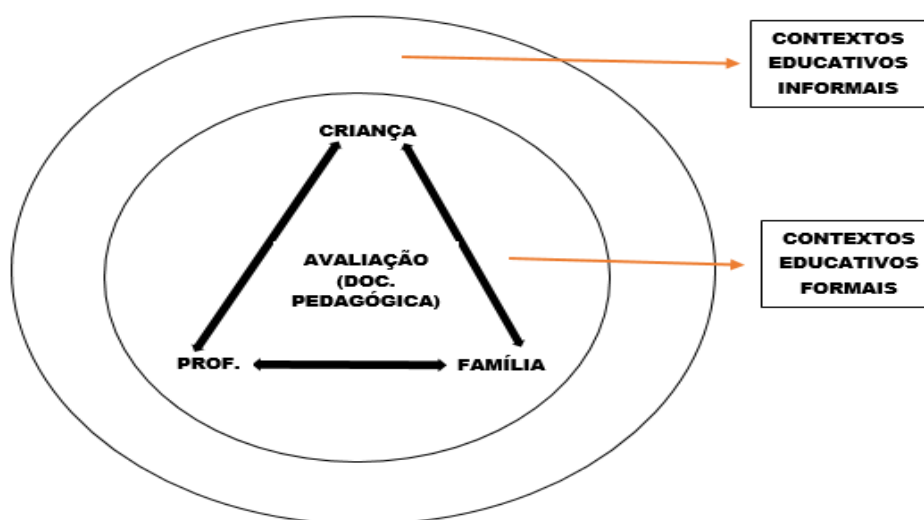 CONTEXTOS
EDUCATIVOS
INFORMAIS
CRIANÇA
AVALIAÇÃO
(DOC.
PEDAGÓGICA)
CONTEXTOS
EDUCATIVOS
FORMAIS
PROF.
FAMÍLIA